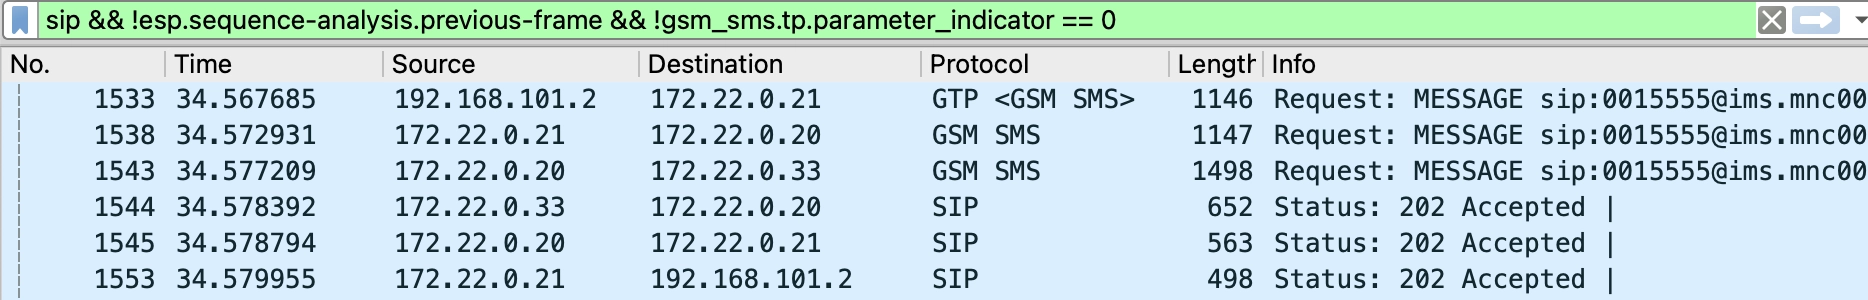 sip && !esp.sequence-analysis.previous-frame && !gsm_sms.tp.parameter_indicator == 0
No. Time Source Destination Protocol Length Info
1533 34.567685 192.168.101.2 172.22.0.21 GTP <GSM SMS> 1146 Request: MESSAGE sip:0015555@ims.mnc00
1538 34.572931 172.22.0.21 172.22.0.20 GSM SMS 1147 Request: MESSAGE sip:0015555@ims.mnc00
1543 34.577209 172.22.0.20 172.22.0.33 GSM SMS 1498 Request: MESSAGE sip:0015555@ims.mnc00
1544 34.578392 172.22.0.33 172.22.0.20 SIP 652 Status: 202 Accepted |
1545 34.578794 172.22.0.20 172.22.0.21 SIP 563 Status: 202 Accepted |
1553 34.579955 172.22.0.21 192.168.101.2 SIP 498 Status: 202 Accepted |